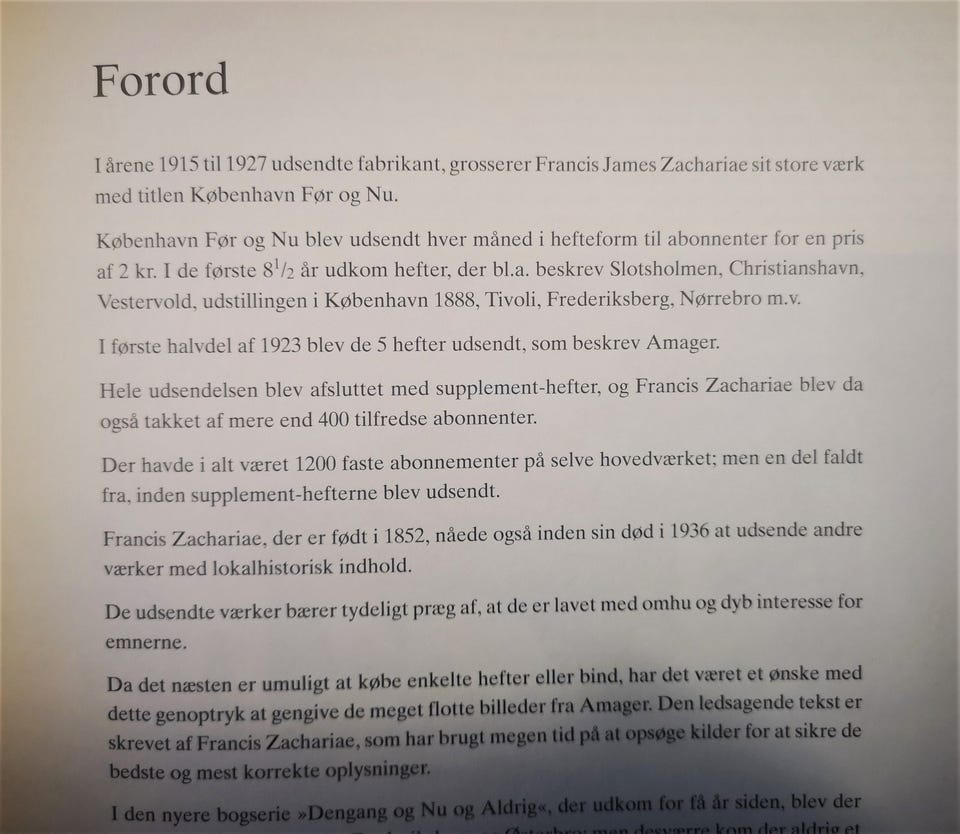 Forord
I årene 1915 til 1927 udsendte fabrikant, grosserer Francis James Zachariae sit store værk
med titlen København Før og Nu.
København Før og Nu blev udsendt hver måned i hefteform til abonnenter for en pris
af 2 kr. I de første 8 1/2 år udkom hefter, der bl.a. beskrev Slotsholmen, Christianshavn,
Vestervold, udstillingen i København 1888, Tivoli, Frederiksberg, Nørrebro m.v.
I første halvdel af 1923 blev de 5 hefter udsendt, som beskrev Amager.
Hele udsendelsen blev afsluttet med supplement-hefter, og Francis Zachariae blev da
også takket af mere end 400 tilfredse abonnenter.
Der havde i alt været 1200 faste abonnementer på selve hovedværket; men en del faldt
fra, inden supplement-hefterne blev udsendt.
Francis Zachariae, der er født i 1852, nåede også inden sin død i 1936 at udsende andre
værker med lokalhistorisk indhold.
De udsendte værker bærer tydeligt præg af, at de er lavet med omhu og dyb interesse for
emnerne.
Da det næsten er umuligt at købe enkelte hefter eller bind, har det været et ønske med
dette genoptryk at gengive de meget flotte billeder fra Amager. Den ledsagende tekst er
skrevet af Francis Zachariae, som har brugt megen tid på at opsøge kilder for at sikre de
bedste og mest korrekte oplysninger.
I den nyere bogserie »Dengang og Nu og Aldrig«, der udkom for få år siden, blev der
men desværre kom der aldrig et